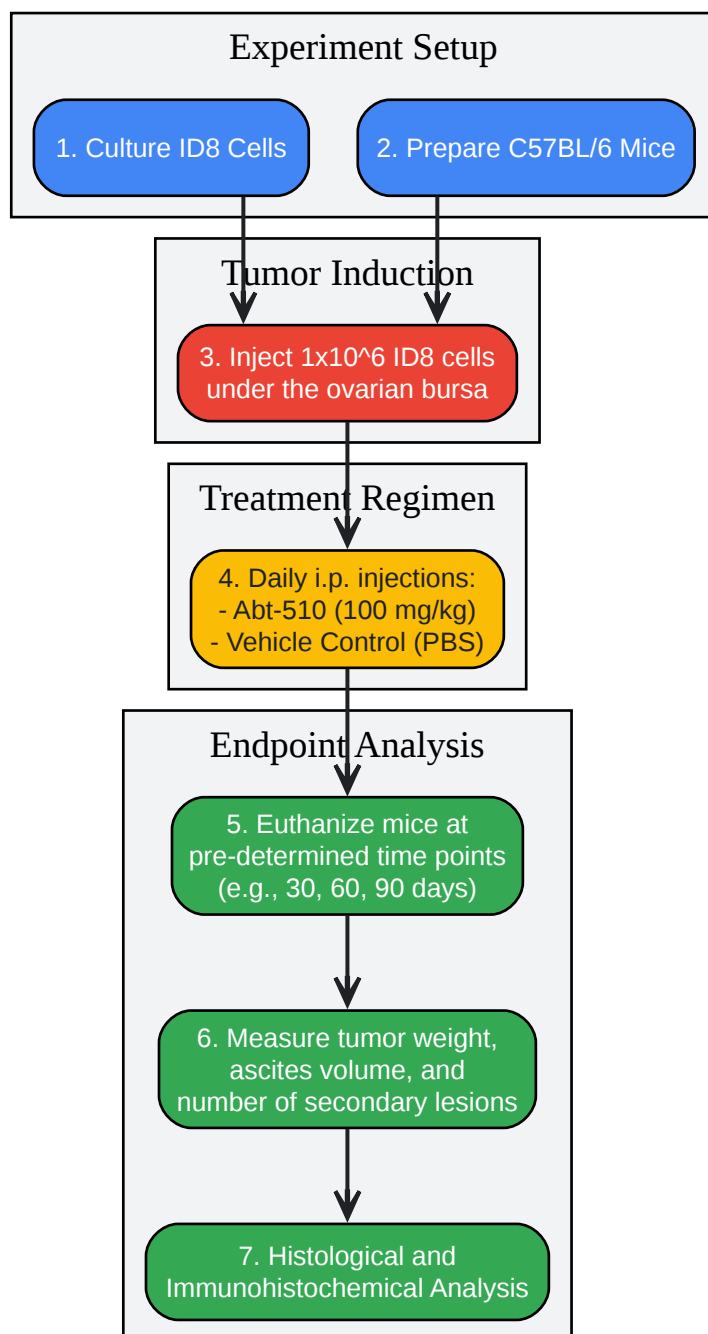 Experiment Setup
1. Culture ID8 Cells
2. Prepare C57BL/6 Mice
Tumor Induction
3. Inject 1x10^6 ID8 cells
under the ovarian bursa
Treatment Regimen
4. Daily i.p. injections:
- Abt-510 (100 mg/kg)
- Vehicle Control (PBS)
Endpoint Analysis
5. Euthanize mice at
pre-determined time points
(e.g., 30, 60, 90 days)
6. Measure tumor weight,
ascites volume, and
number of secondary lesions
7. Histological and
Immunohistochemical Analysis